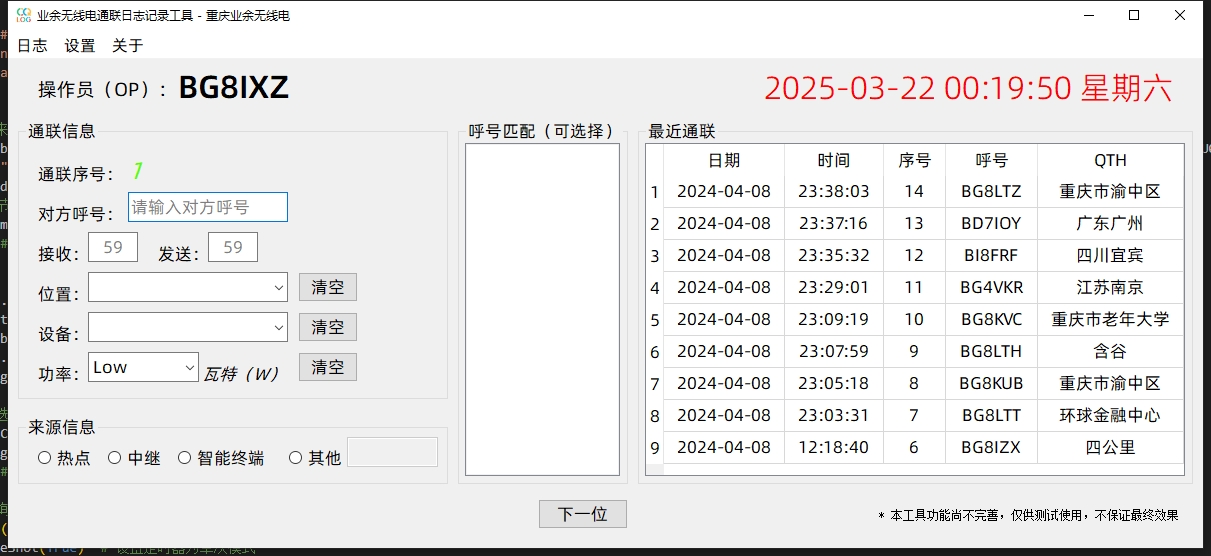 业余无线电通联日志记录工具 - 重庆业余无线电
日志 设置 关于
操作员（OP）: BG8IXZ
2025-03-22 00:19:50 星期六
通联信息
通联序号: 1
对方呼号: 请输入对方呼号
接收: 59 发送: 59
位置: 清空
设备: 清空
功率: Low 瓦特（W） 清空
来源信息
热点 中继 智能终端 其他
呼号匹配（可选择）
最近通联
日期 时间 序号 呼号 QTH
1 2024-04-08 23:38:03 14 BG8LTZ 重庆市渝中区
2 2024-04-08 23:37:16 13 BD7IOY 广东广州
3 2024-04-08 23:35:32 12 BI8FRF 四川宜宾
4 2024-04-08 23:29:01 11 BG4VKR 江苏南京
5 2024-04-08 23:09:19 10 BG8KVC 重庆市老年大学
6 2024-04-08 23:07:59 9 BG8LTH 含谷
7 2024-04-08 23:05:18 8 BG8KUB 重庆市渝中区
8 2024-04-08 23:03:31 7 BG8LTT 环球金融中心
9 2024-04-08 12:18:40 6 BG8IZX 四公里
下一位
* 本工具功能尚不完善，仅供测试使用，不保证最终效果